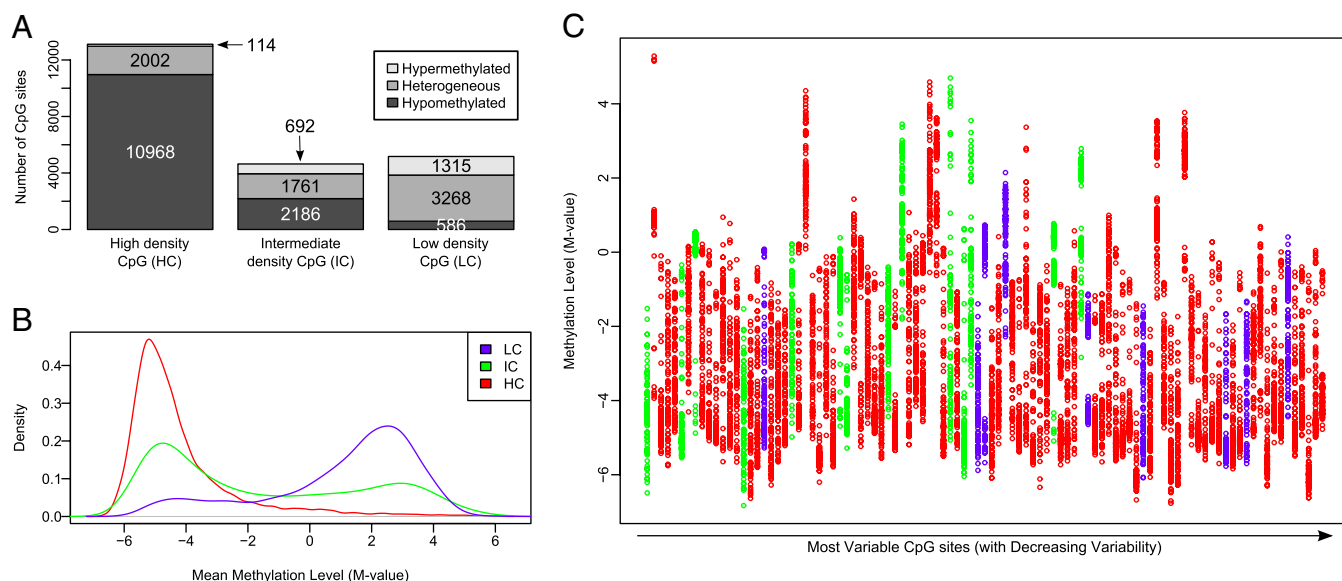 A
Number of CpG sites
12000
8000
4000
0
114
2002
10968
692
1761
2186
1315
3268
586
Hypermethylated
Heterogeneous
Hypomethylated
High density
CpG (HC)
Intermediate
density CpG (IC)
Low density
CpG (LC)
B
Density
0.4
0.3
0.2
0.1
0.0
LC
IC
HC
−6 −4 −2 0 2 4 6
Mean Methylation Level (M-value)
C
Methylation Level (M-value)
4
2
0
−2
−4
−6
Most Variable CpG sites (with Decreasing Variability)